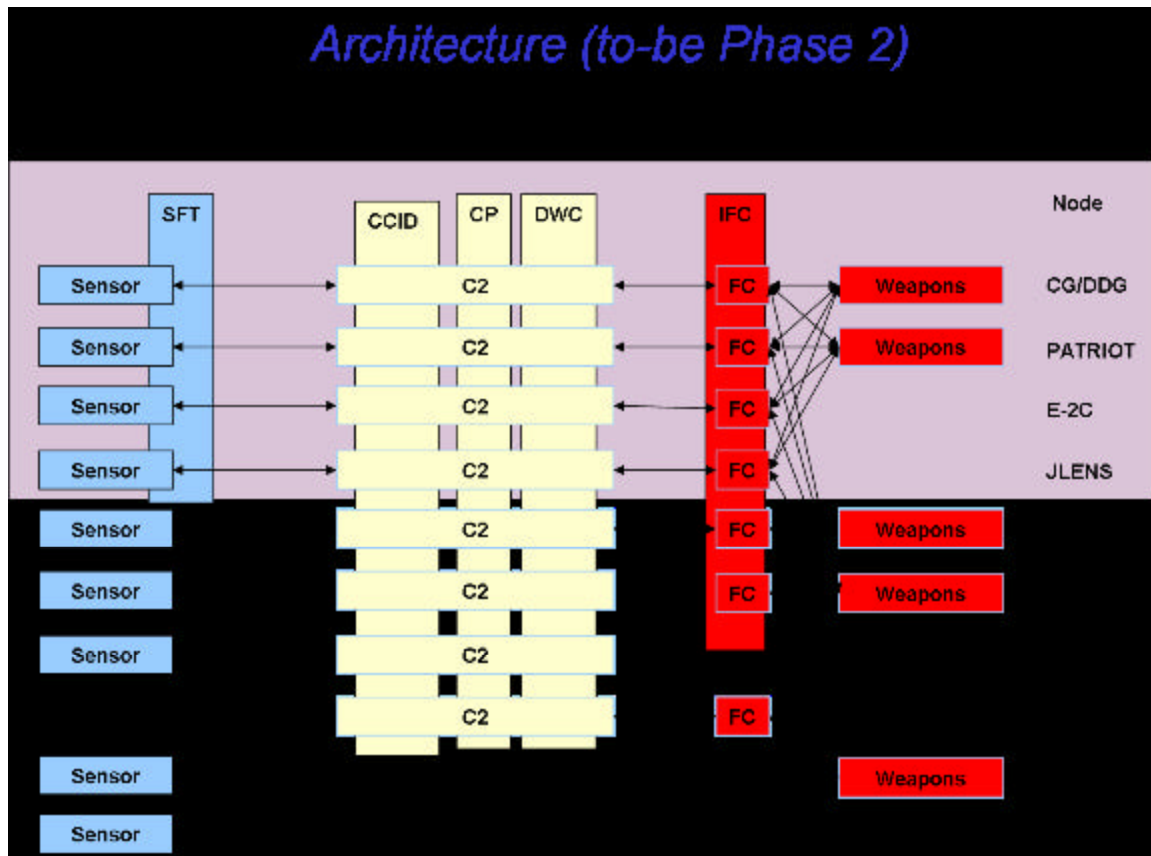 Architecture (to-be Phase 2)
SFT CCID CP DWC IFC Node
Sensor C2 FC Weapons CG/DDG
Sensor C2 FC Weapons PATRIOT
Sensor C2 FC E-2C
Sensor C2 FC JLENS
Sensor C2 FC Weapons
Sensor C2 FC Weapons
Sensor C2
C2 FC
Sensor Weapons
Sensor